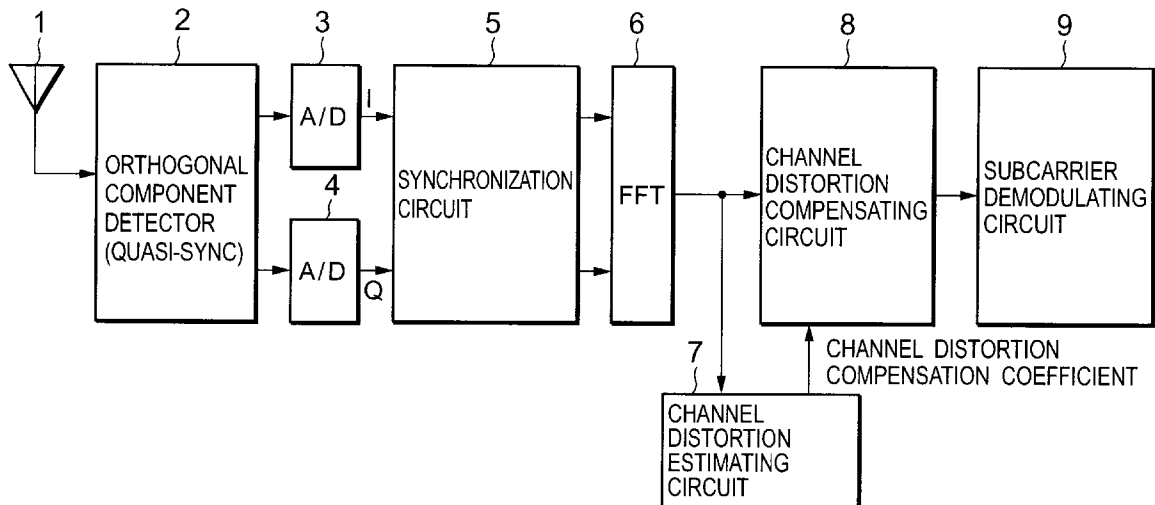 1
2
3
5
6
8
9
A/D
I
ORTHOGONAL
COMPONENT
DETECTOR
(QUASI-SYNC)
4
A/D
Q
SYNCHRONIZATION
CIRCUIT
FFT
CHANNEL
DISTORTION
COMPENSATING
CIRCUIT
SUBCARRIER
DEMODULATING
CIRCUIT
7
CHANNEL DISTORTION
COMPENSATION COEFFICIENT
CHANNEL
DISTORTION
ESTIMATING
CIRCUIT